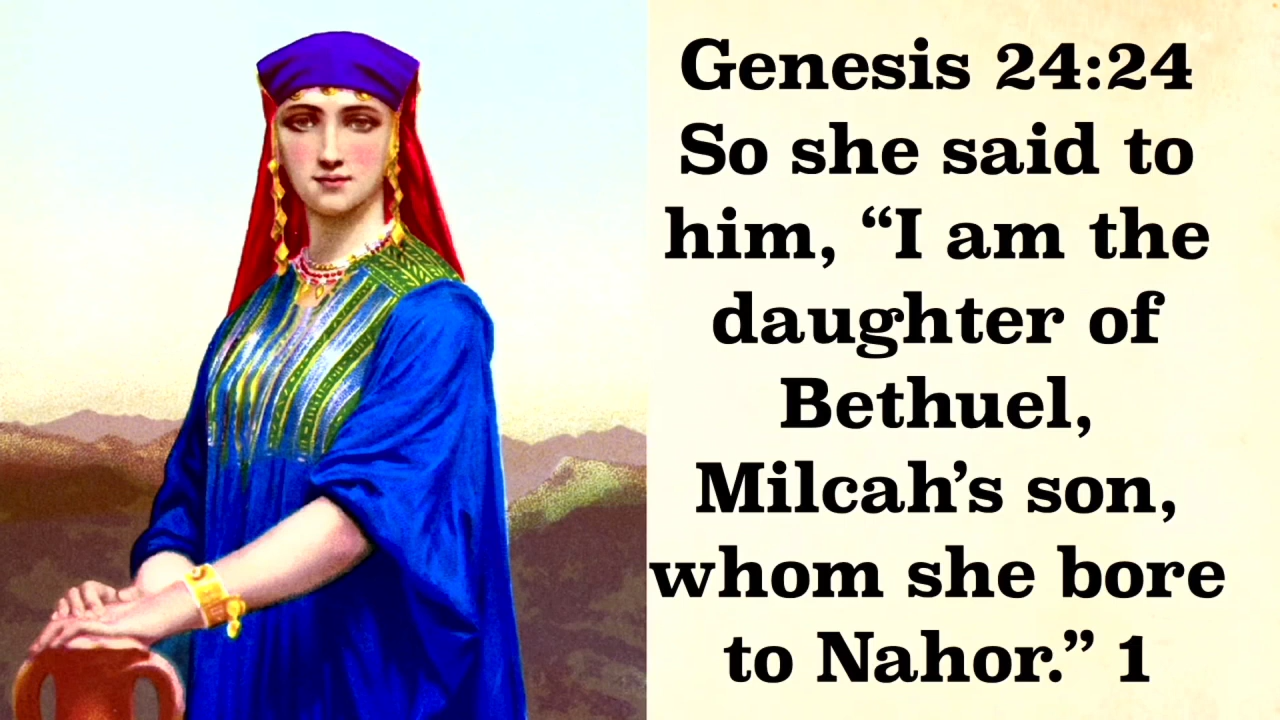 Genesis 24:24
So she said to
him, “I am the
daughter of
Bethuel,
Milcah’s son,
whom she bore
to Nahor.” 1